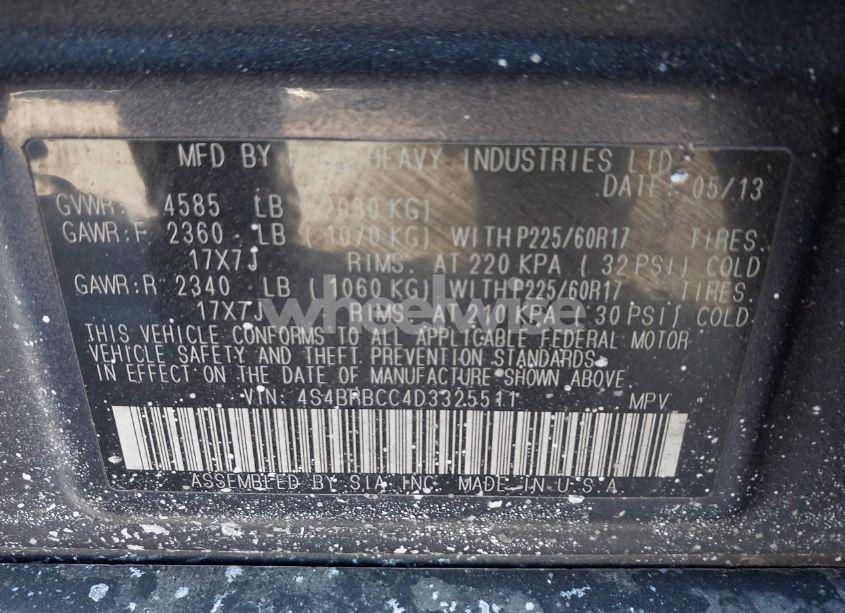 MFD BY HEAVY INDUSTRIES LTD
DATE: 05/13
GVWR: 4585 LB (2080 KG)
GAWR:F 2360 LB (1070 KG) WITH P225/60R17 TIRES.
17X7J RIMS. AT 220 KPA (32 PSI) COLD
GAWR:R 2340 LB (1060 KG) WITH P225/60R17 TIRES.
17X7J RIMS. AT 210 KPA (30 PSI) COLD
wheelwise
THIS VEHICLE CONFORMS TO ALL APPLICABLE FEDERAL MOTOR
VEHICLE SAFETY AND THEFT PREVENTION STANDARDS
IN EFFECT ON THE DATE OF MANUFACTURE SHOWN ABOVE
VIN: 4S4BRBCC4D3325511 MPV
ASSEMBLED BY SIA, INC. MADE IN U.S.A